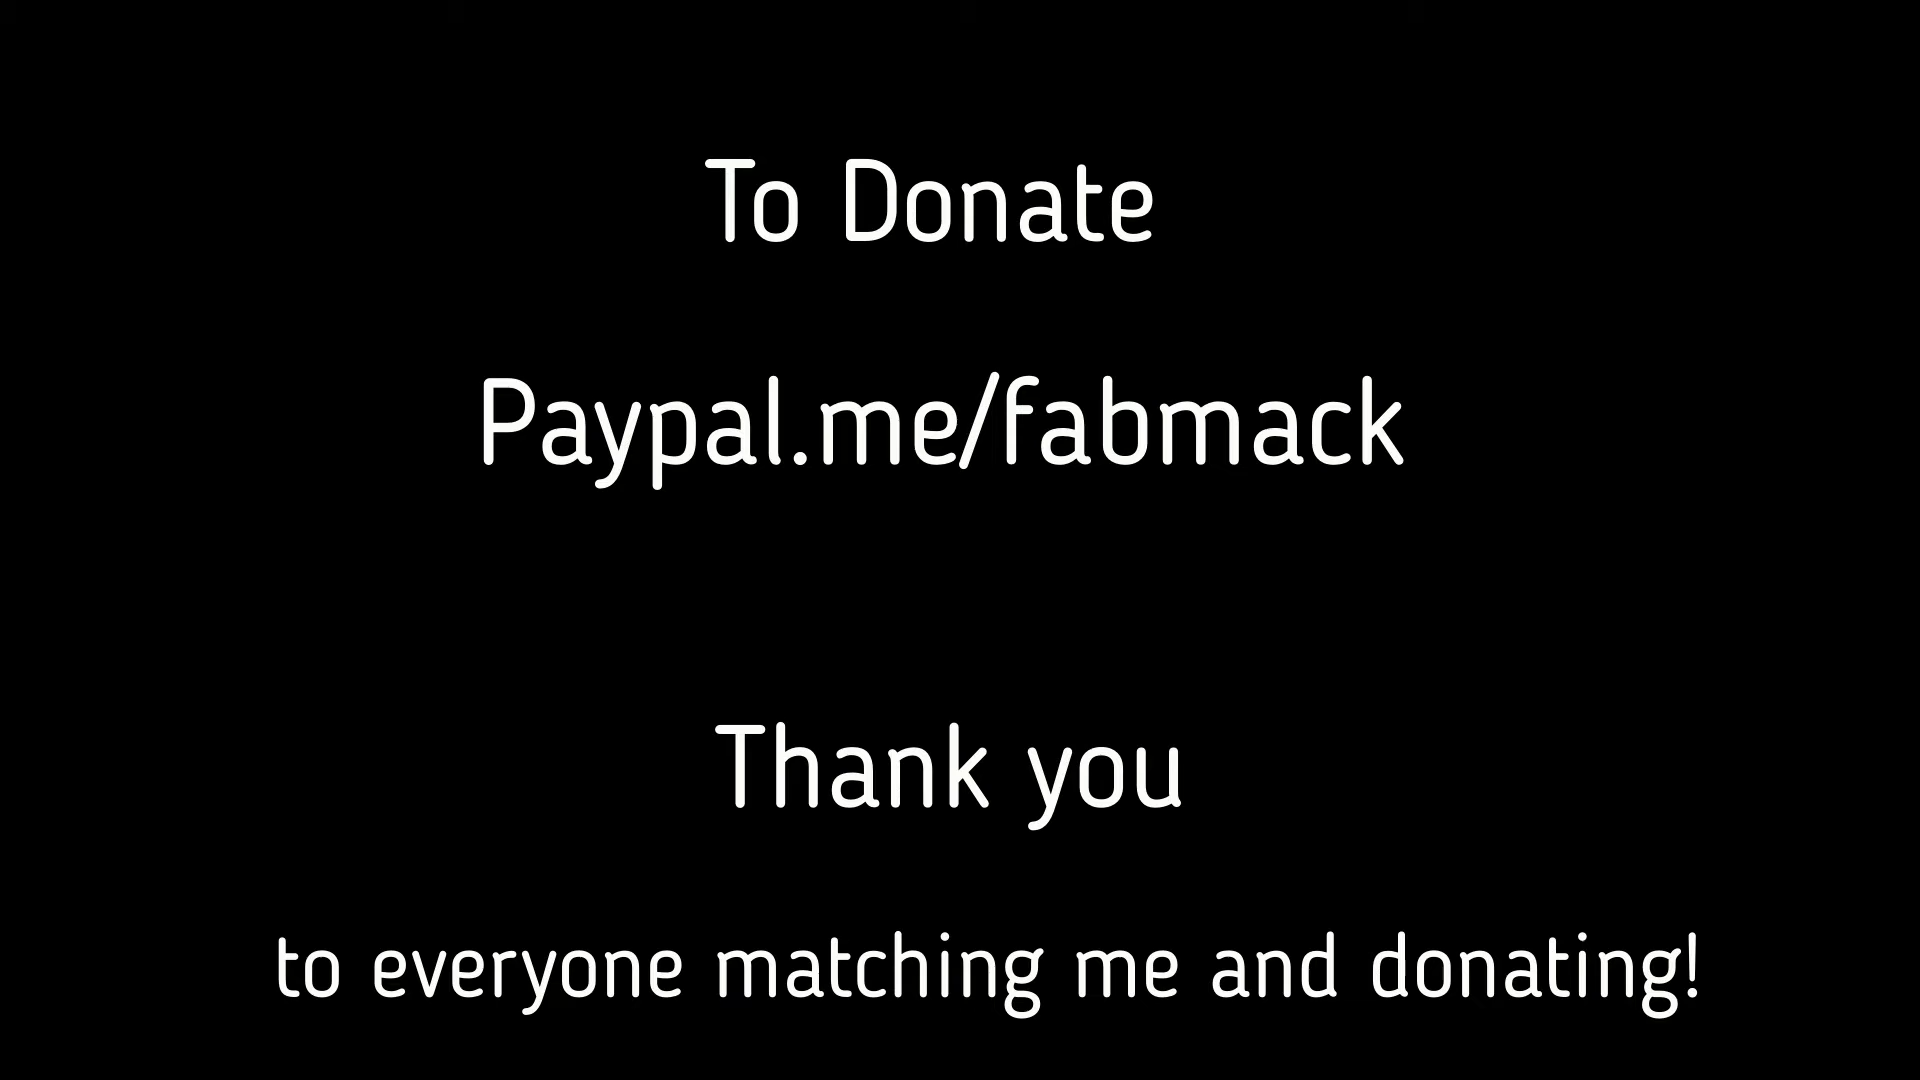 To Donate
Paypal.me/fabmack
Thank you
to everyone matching me and donating!